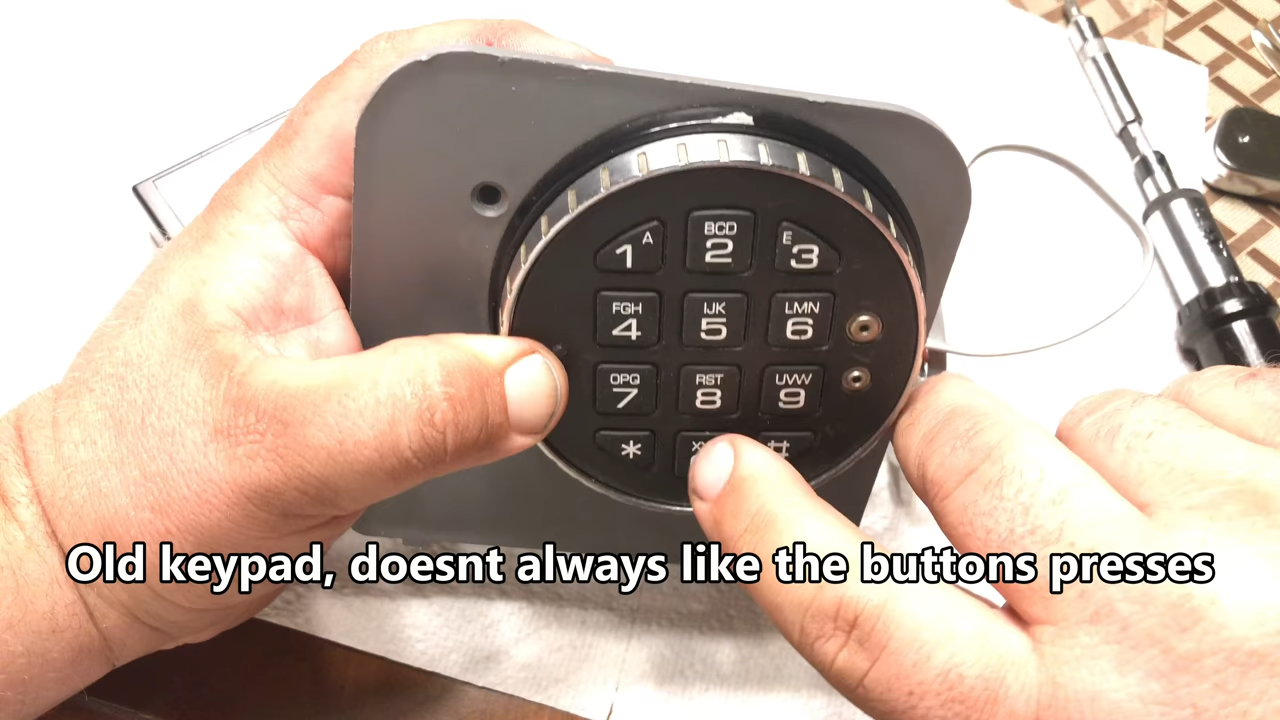 A
1
BCD
2
E
3
FGH
4
IJK
5
LMN
6
OPQ
7
RST
8
UVW
9
*
#
Old keypad, doesnt always like the buttons presses